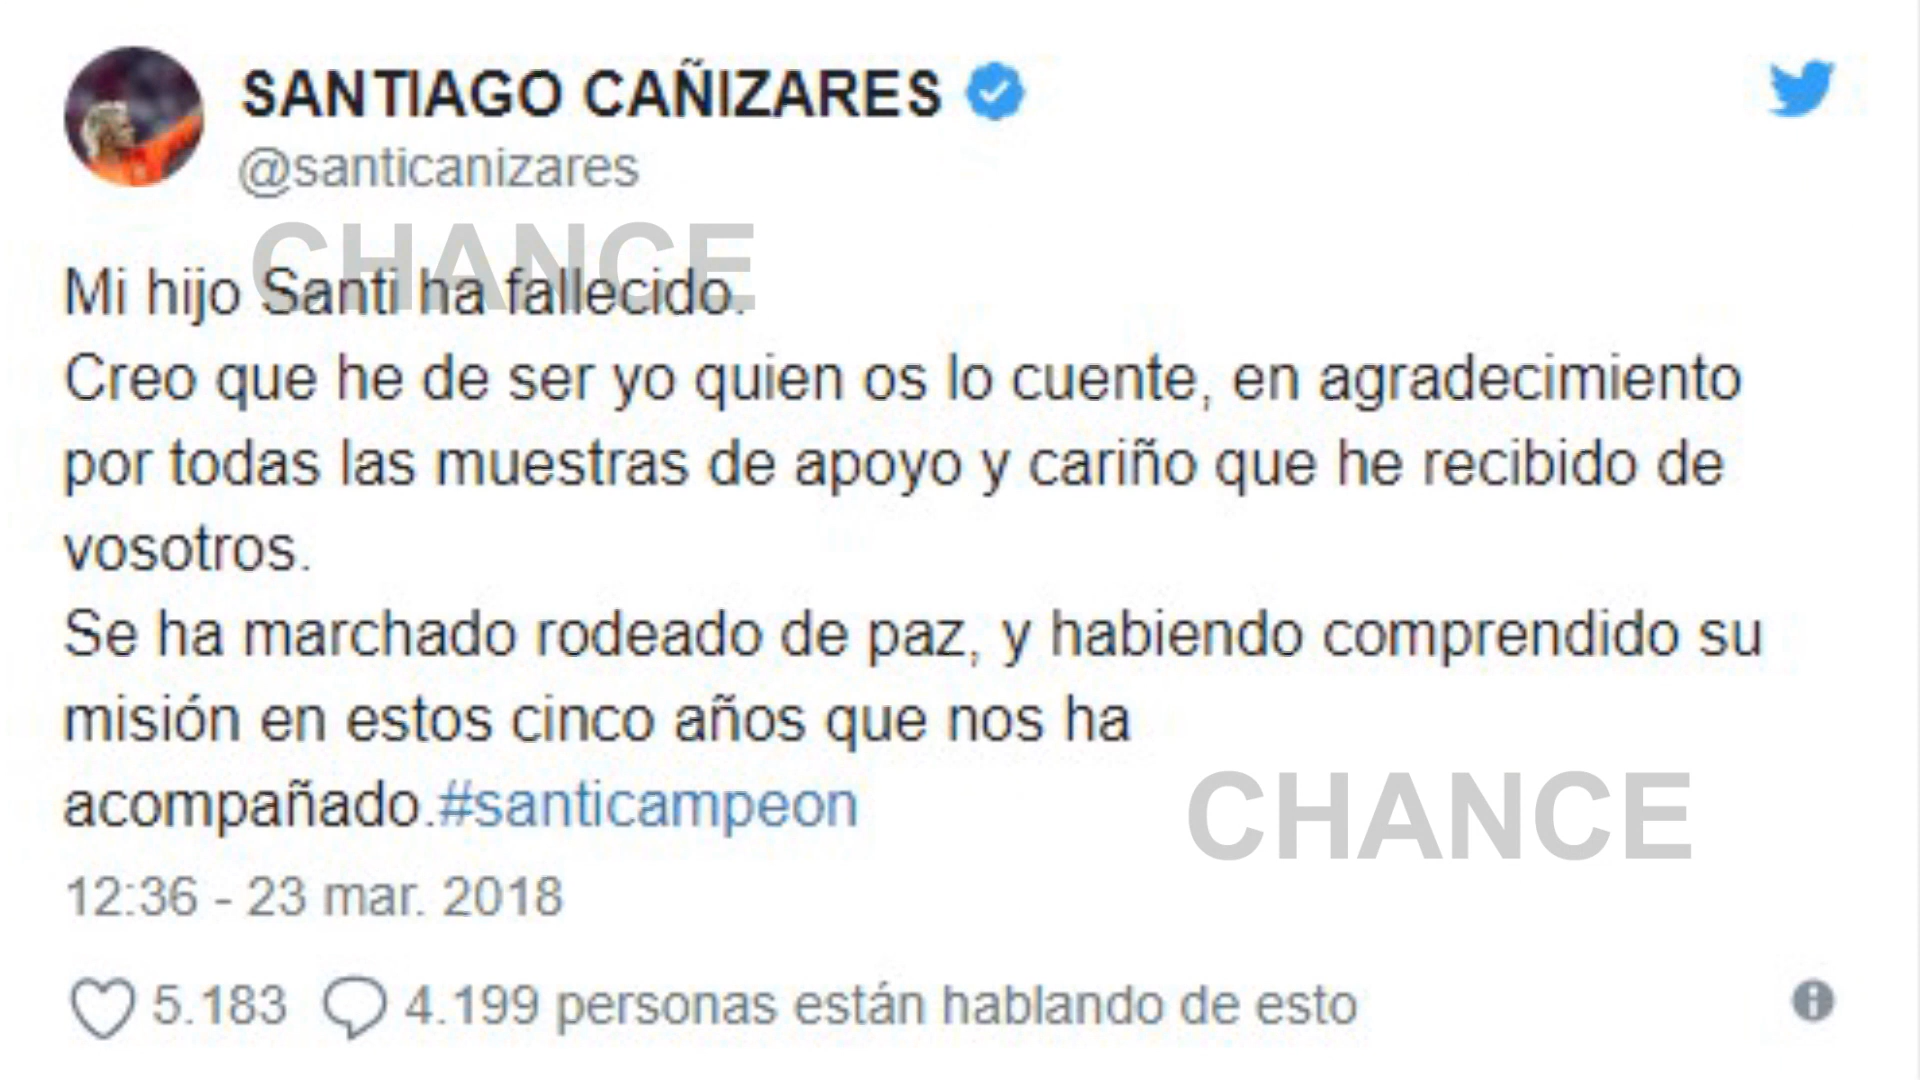 SANTIAGO CAÑIZARES
@santicanizares
CHANCE
Mi hijo Santi ha fallecido.
Creo que he de ser yo quien os lo cuente, en agradecimiento
por todas las muestras de apoyo y cariño que he recibido de
vosotros.
Se ha marchado rodeado de paz, y habiendo comprendido su
misión en estos cinco años que nos ha
acompañado.#santicampeon
CHANCE
12:36 - 23 mar. 2018
5.183 4.199 personas están hablando de esto